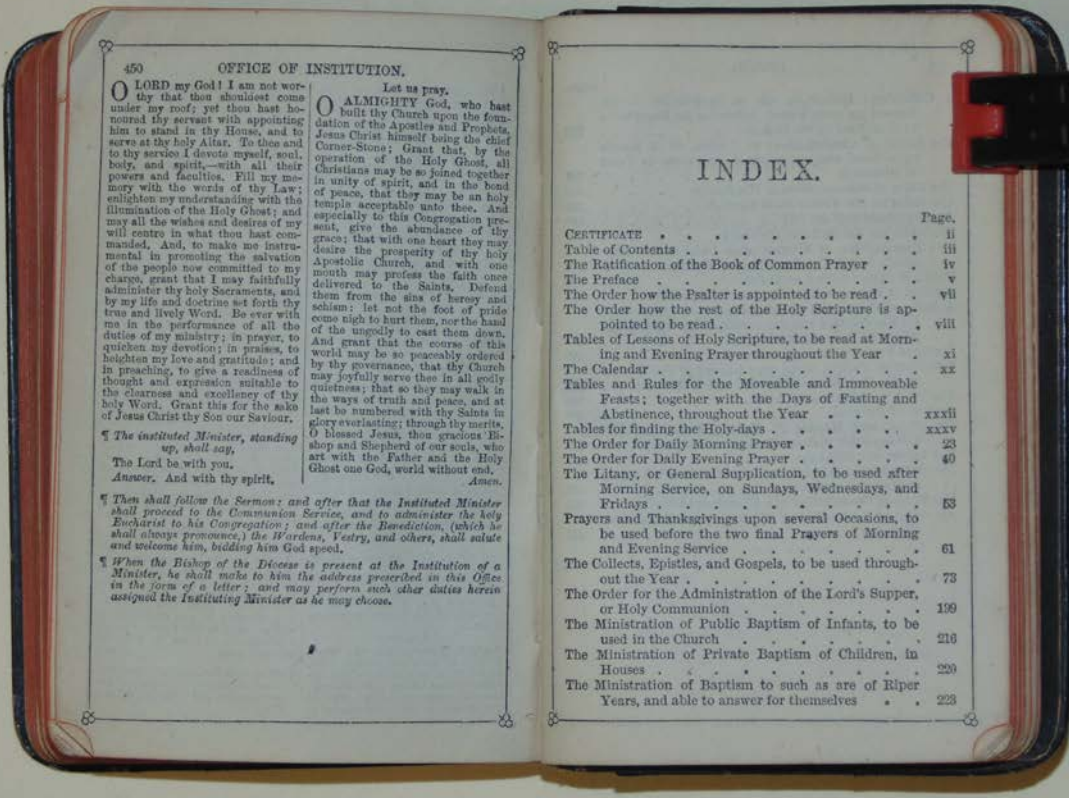 450 OFFICE OF INSTITUTION.
O LORD my God! I am not wor-
thy that thou shouldest come
under my roof; yet thou hast ho-
noured thy servant with appointing
him to stand in thy House, and to
serve at thy holy Altar. To thee and
to thy service I devote myself, soul,
body, and spirit,—with all their
powers and faculties. Fill my me-
mory with the words of thy Law;
enlighten my understanding with the
illumination of the Holy Ghost; and
may all the wishes and desires of my
will centre in what thou hast com-
manded. And, to make me instru-
mental in promoting the salvation
of the people now committed to my
charge, grant that I may faithfully
administer thy holy Sacraments, and
by my life and doctrine set forth thy
true and lively Word. Be ever with
me in the performance of all the
duties of my ministry; in prayer, to
quicken my devotion; in praises, to
heighten my love and gratitude; and
in preaching, to give a readiness of
thought and expression suitable to
the clearness and excellency of thy
holy Word. Grant this for the sake
of Jesus Christ thy Son our Saviour.
¶ The instituted Minister, standing
up, shall say,
The Lord be with you.
Answer. And with thy spirit.
Let us pray.
O ALMIGHTY God, who hast
built thy Church upon the foun-
dation of the Apostles and Prophets,
Jesus Christ himself being the chief
Corner-Stone; Grant that, by the
operation of the Holy Ghost, all
Christians may be so joined together
in unity of spirit, and in the bond
of peace, that they may be an holy
temple acceptable unto thee. And
especially to this Congregation pre-
sent, give the abundance of thy
grace; that with one heart they may
desire the prosperity of thy holy
Apostolic Church, and with one
mouth may profess the faith once
delivered to the Saints. Defend
them from the sins of heresy and
schism: let not the foot of pride
come nigh to hurt them, nor the hand
of the ungodly to cast them down.
And grant that the course of this
world may be so peaceably ordered
by thy governance, that thy Church
may joyfully serve thee in all godly
quietness; that so they may walk in
the ways of truth and peace, and at
last be numbered with thy Saints in
glory everlasting; through thy merits,
O blessed Jesus, thou gracious Bi-
shop and Shepherd of our souls, who
art with the Father and the Holy
Ghost one God, world without end.
Amen.
¶ Then shall follow the Sermon: and after that the Instituted Minister
shall proceed to the Communion Service, and to administer the holy
Eucharist to his Congregation; and after the Benediction, (which he
shall always pronounce,) the Wardens, Vestry, and others, shall salute
and welcome him, bidding him God speed.
¶ When the Bishop of the Diocese is present at the Institution of a
Minister, he shall make to him the address prescribed in this Office
in the form of a letter; and may perform such other duties herein
assigned the Instituting Minister as he may choose.
INDEX.
Page.
CERTIFICATE . . . . . . . . . ii
Table of Contents . . . . . . . . iii
The Ratification of the Book of Common Prayer . . iv
The Preface . . . . . . . . . v
The Order how the Psalter is appointed to be read . . vii
The Order how the rest of the Holy Scripture is ap-
pointed to be read . . . . . . . viii
Tables of Lessons of Holy Scripture, to be read at Morn-
ing and Evening Prayer throughout the Year . xi
The Calendar . . . . . . . . . xx
Tables and Rules for the Moveable and Immoveable
Feasts; together with the Days of Fasting and
Abstinence, throughout the Year . . . xxxii
Tables for finding the Holy-days . . . . . xxxv
The Order for Daily Morning Prayer . . . . 23
The Order for Daily Evening Prayer . . . . 40
The Litany, or General Supplication, to be used after
Morning Service, on Sundays, Wednesdays, and
Fridays . . . . . . . . . 53
Prayers and Thanksgivings upon several Occasions, to
be used before the two final Prayers of Morning
and Evening Service . . . . . . 61
The Collects, Epistles, and Gospels, to be used through-
out the Year . . . . . . . . 73
The Order for the Administration of the Lord's Supper,
or Holy Communion . . . . . . 199
The Ministration of Public Baptism of Infants, to be
used in the Church . . . . . . 216
The Ministration of Private Baptism of Children, in
Houses . . . . . . . . . 220
The Ministration of Baptism to such as are of Riper
Years, and able to answer for themselves . . 223